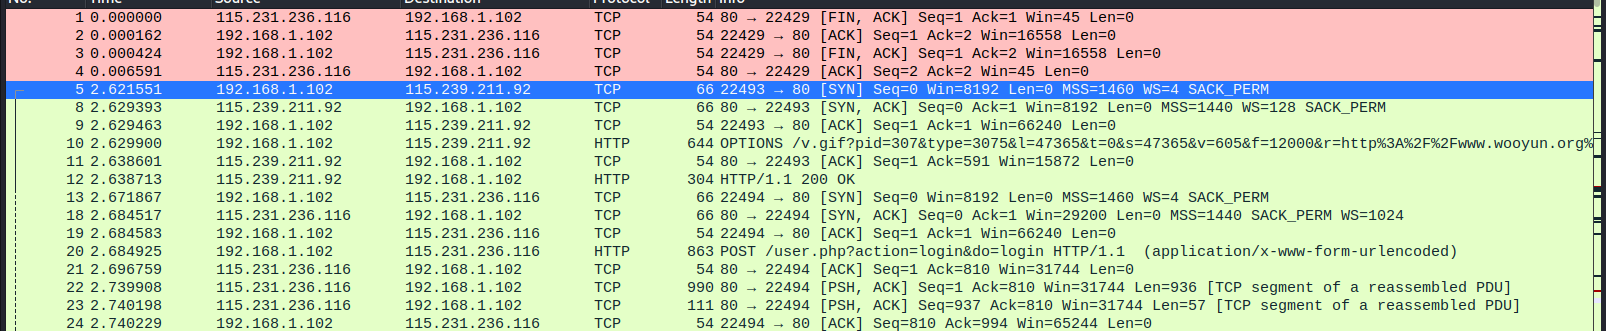 No. Time Source Destination Protocol Length Info
1 0.000000 115.231.236.116 192.168.1.102 TCP 54 80 → 22429 [FIN, ACK] Seq=1 Ack=1 Win=45 Len=0
2 0.000162 192.168.1.102 115.231.236.116 TCP 54 22429 → 80 [ACK] Seq=1 Ack=2 Win=16558 Len=0
3 0.000424 192.168.1.102 115.231.236.116 TCP 54 22429 → 80 [FIN, ACK] Seq=1 Ack=2 Win=16558 Len=0
4 0.006591 115.231.236.116 192.168.1.102 TCP 54 80 → 22429 [ACK] Seq=2 Ack=2 Win=45 Len=0
5 2.621551 192.168.1.102 115.239.211.92 TCP 66 22493 → 80 [SYN] Seq=0 Win=8192 Len=0 MSS=1460 WS=4 SACK_PERM
8 2.629393 115.239.211.92 192.168.1.102 TCP 66 80 → 22493 [SYN, ACK] Seq=0 Ack=1 Win=8192 Len=0 MSS=1440 WS=128 SACK_PERM
9 2.629463 192.168.1.102 115.239.211.92 TCP 54 22493 → 80 [ACK] Seq=1 Ack=1 Win=66240 Len=0
10 2.629900 192.168.1.102 115.239.211.92 HTTP 644 OPTIONS /v.gif?pid=307&type=3075&l=47365&t=0&s=47365&v=605&f=12000&r=http%3A%2F%2Fwww.wooyun.org%
11 2.638601 115.239.211.92 192.168.1.102 TCP 54 80 → 22493 [ACK] Seq=1 Ack=591 Win=15872 Len=0
12 2.638713 115.239.211.92 192.168.1.102 HTTP 304 HTTP/1.1 200 OK
13 2.671867 192.168.1.102 115.231.236.116 TCP 66 22494 → 80 [SYN] Seq=0 Win=8192 Len=0 MSS=1460 WS=4 SACK_PERM
18 2.684517 115.231.236.116 192.168.1.102 TCP 66 80 → 22494 [SYN, ACK] Seq=0 Ack=1 Win=29200 Len=0 MSS=1440 SACK_PERM WS=1024
19 2.684583 192.168.1.102 115.231.236.116 TCP 54 22494 → 80 [ACK] Seq=1 Ack=1 Win=66240 Len=0
20 2.684925 192.168.1.102 115.231.236.116 HTTP 863 POST /user.php?action=login&do=login HTTP/1.1 (application/x-www-form-urlencoded)
21 2.696759 115.231.236.116 192.168.1.102 TCP 54 80 → 22494 [ACK] Seq=1 Ack=810 Win=31744 Len=0
22 2.739908 115.231.236.116 192.168.1.102 TCP 990 80 → 22494 [PSH, ACK] Seq=1 Ack=810 Win=31744 Len=936 [TCP segment of a reassembled PDU]
23 2.740198 115.231.236.116 192.168.1.102 TCP 111 80 → 22494 [PSH, ACK] Seq=937 Ack=810 Win=31744 Len=57 [TCP segment of a reassembled PDU]
24 2.740229 192.168.1.102 115.231.236.116 TCP 54 22494 → 80 [ACK] Seq=810 Ack=994 Win=65244 Len=0